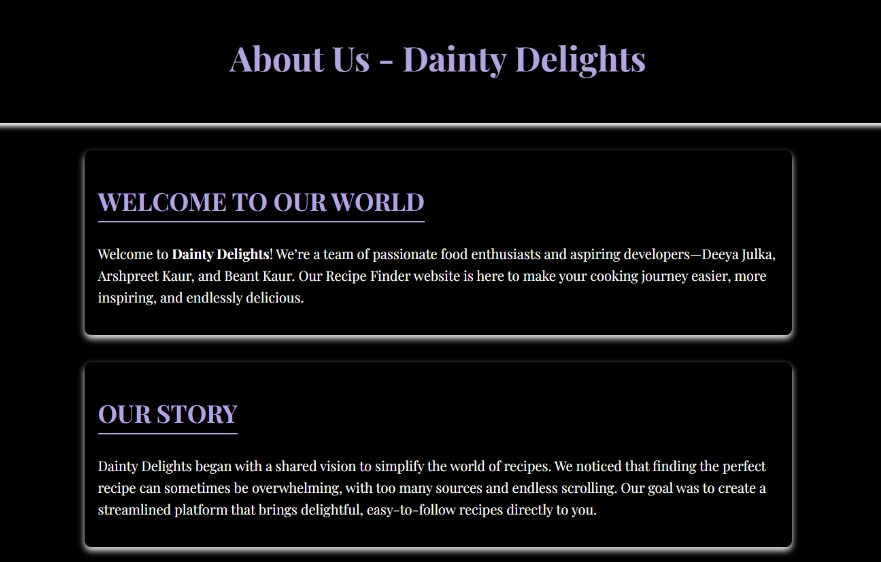 About Us - Dainty Delights
WELCOME TO OUR WORLD
Welcome to Dainty Delights! We’re a team of passionate food enthusiasts and aspiring developers—Deeya Julka,
Arshpreet Kaur, and Beant Kaur. Our Recipe Finder website is here to make your cooking journey easier, more
inspiring, and endlessly delicious.
OUR STORY
Dainty Delights began with a shared vision to simplify the world of recipes. We noticed that finding the perfect
recipe can sometimes be overwhelming, with too many sources and endless scrolling. Our goal was to create a
streamlined platform that brings delightful, easy-to-follow recipes directly to you.